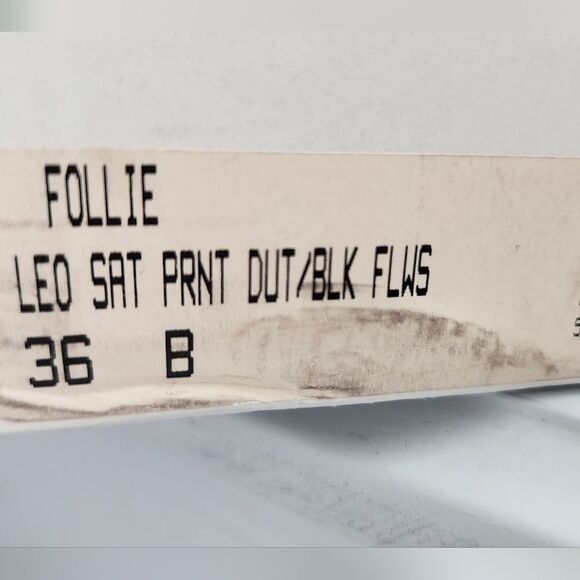 FOLLIE
LEO SAT PRNT DUT/BLK FLWS
36 B